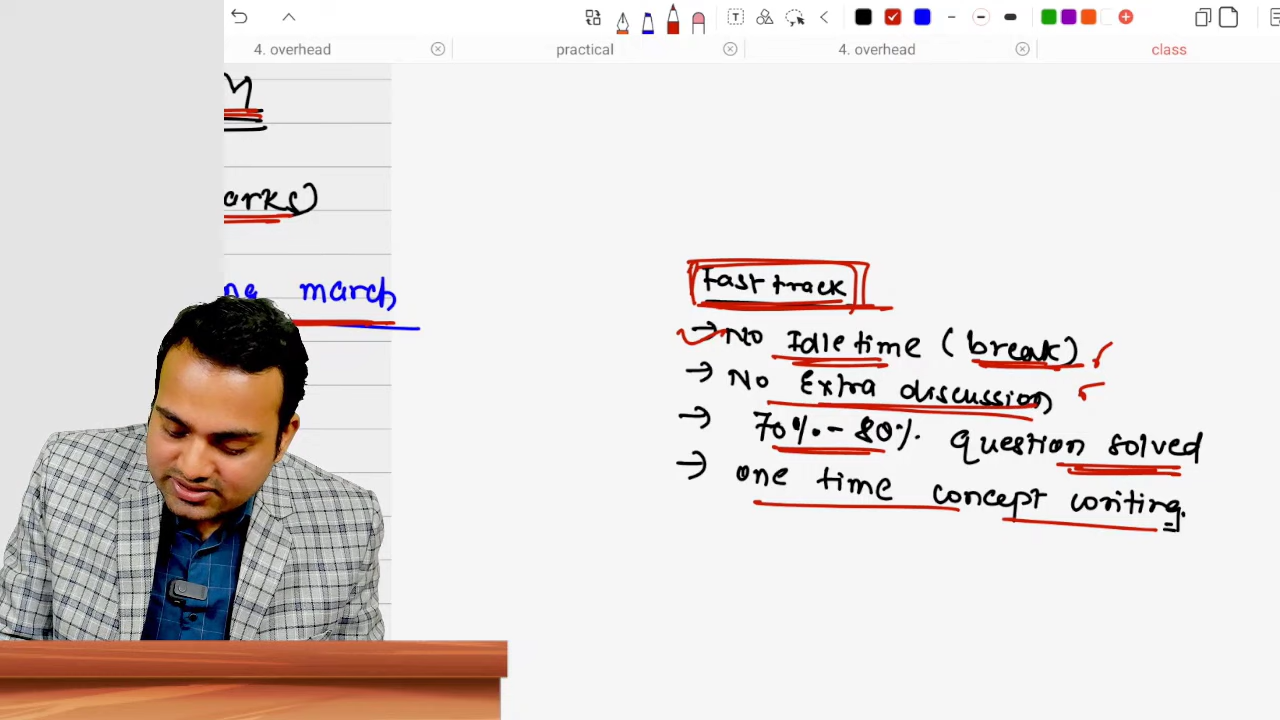 4. overhead practical 4. overhead class
arks)
march
Fast track
→ No Idle time (break)
→ No Extra discussion
→ 70%.- 80%. question solved
→ one time concept writing.